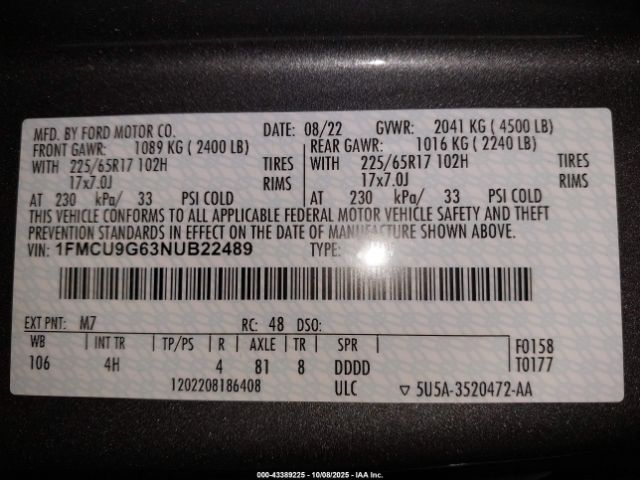 MFD. BY FORD MOTOR CO. DATE: 08/22 GVWR: 2041 KG ( 4500 LB)
FRONT GAWR: 1089 KG ( 2400 LB) REAR GAWR: 1016 KG ( 2240 LB)
WITH 225/65R17 102H TIRES WITH 225/65R17 102H TIRES
17x7.0J RIMS 17x7.0J RIMS
AT 230 kPa/ 33 PSI COLD AT 230 kPa/ 33 PSI COLD
THIS VEHICLE CONFORMS TO ALL APPLICABLE FEDERAL MOTOR VEHICLE SAFETY AND THEFT
PREVENTION STANDARDS IN EFFECT ON THE DATE OF MANUFACTURE SHOWN ABOVE.
VIN: 1FMCU9G63NUB22489 TYPE:
EXT PNT: M7 RC: 48 DSO:
WB INT TR TP/PS R AXLE TR SPR F0158
106 4H 4 81 8 DDDD T0177
1202208186408 ULC ▽ 5U5A-3520472-AA
000-43389225 - 10/08/2025 - IAA Inc.